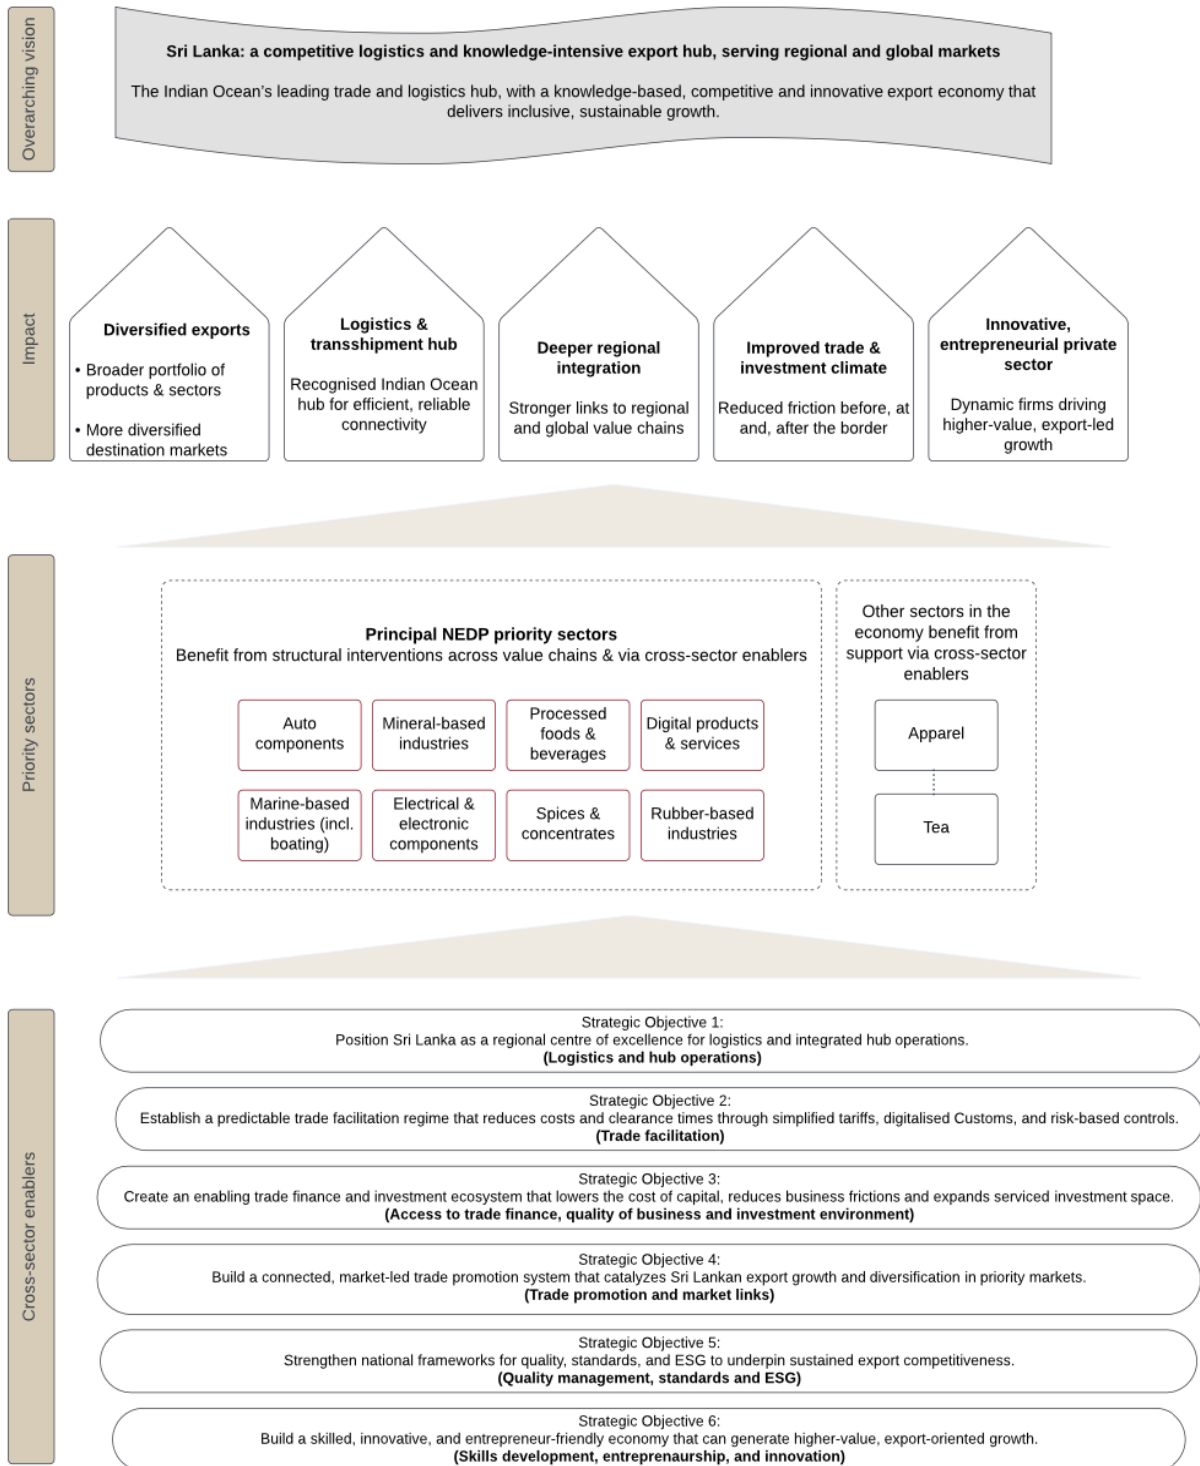 Overarching vision
Sri Lanka: a competitive logistics and knowledge-intensive export hub, serving regional and global markets
The Indian Ocean's leading trade and logistics hub, with a knowledge-based, competitive and innovative export economy that
delivers inclusive, sustainable growth.
Impact
Diversified exports
• Broader portfolio of
products & sectors
• More diversified
destination markets
Logistics &
transshipment hub
Recognised Indian Ocean
hub for efficient, reliable
connectivity
Deeper regional
integration
Stronger links to regional
and global value chains
Improved trade &
investment climate
Reduced friction before, at
and, after the border
Innovative,
entrepreneurial private
sector
Dynamic firms driving
higher-value, export-led
growth
Priority sectors
Principal NEDP priority sectors
Benefit from structural interventions across value chains & via cross-sector enablers
Auto
components
Mineral-based
industries
Processed
foods &
beverages
Digital products
& services
Marine-based
industries (incl.
boating)
Electrical &
electronic
components
Spices &
concentrates
Rubber-based
industries
Other sectors in the
economy benefit from
support via cross-sector
enablers
Apparel
Tea
Cross-sector enablers
Strategic Objective 1:
Position Sri Lanka as a regional centre of excellence for logistics and integrated hub operations.
(Logistics and hub operations)
Strategic Objective 2:
Establish a predictable trade facilitation regime that reduces costs and clearance times through simplified tariffs, digitalised Customs, and risk-based controls.
(Trade facilitation)
Strategic Objective 3:
Create an enabling trade finance and investment ecosystem that lowers the cost of capital, reduces business frictions and expands serviced investment space.
(Access to trade finance, quality of business and investment environment)
Strategic Objective 4:
Build a connected, market-led trade promotion system that catalyzes Sri Lankan export growth and diversification in priority markets.
(Trade promotion and market links)
Strategic Objective 5:
Strengthen national frameworks for quality, standards, and ESG to underpin sustained export competitiveness.
(Quality management, standards and ESG)
Strategic Objective 6:
Build a skilled, innovative, and entrepreneur-friendly economy that can generate higher-value, export-oriented growth.
(Skills development, entreprenaurship, and innovation)